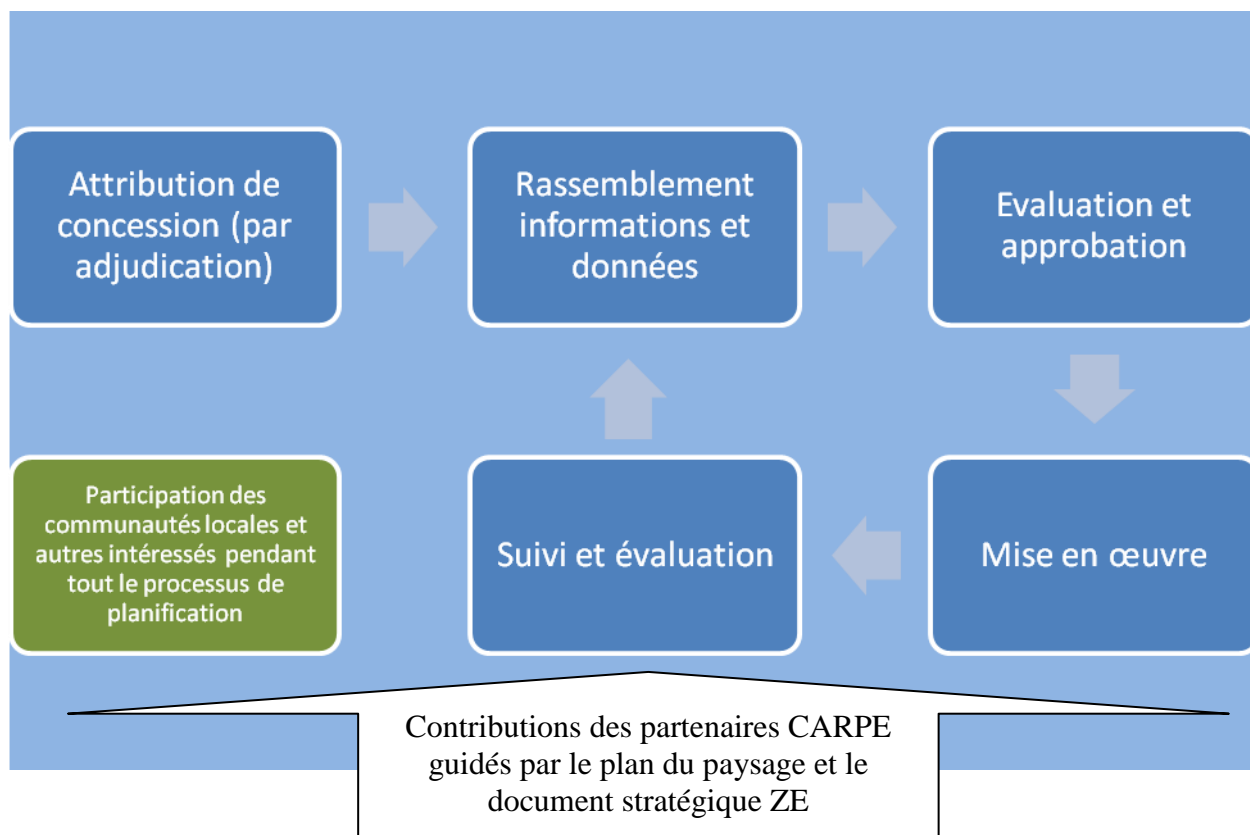 Attribution de
concession (par
adjudication)
Rassemblement
informations et
données
Evaluation et
approbation
Participation des
communautés locales et
autres intéressés pendant
tout le processus de
planification
Suivi et évaluation
Mise en œuvre
Contributions des partenaires CARPE
guidés par le plan du paysage et le
document stratégique ZE